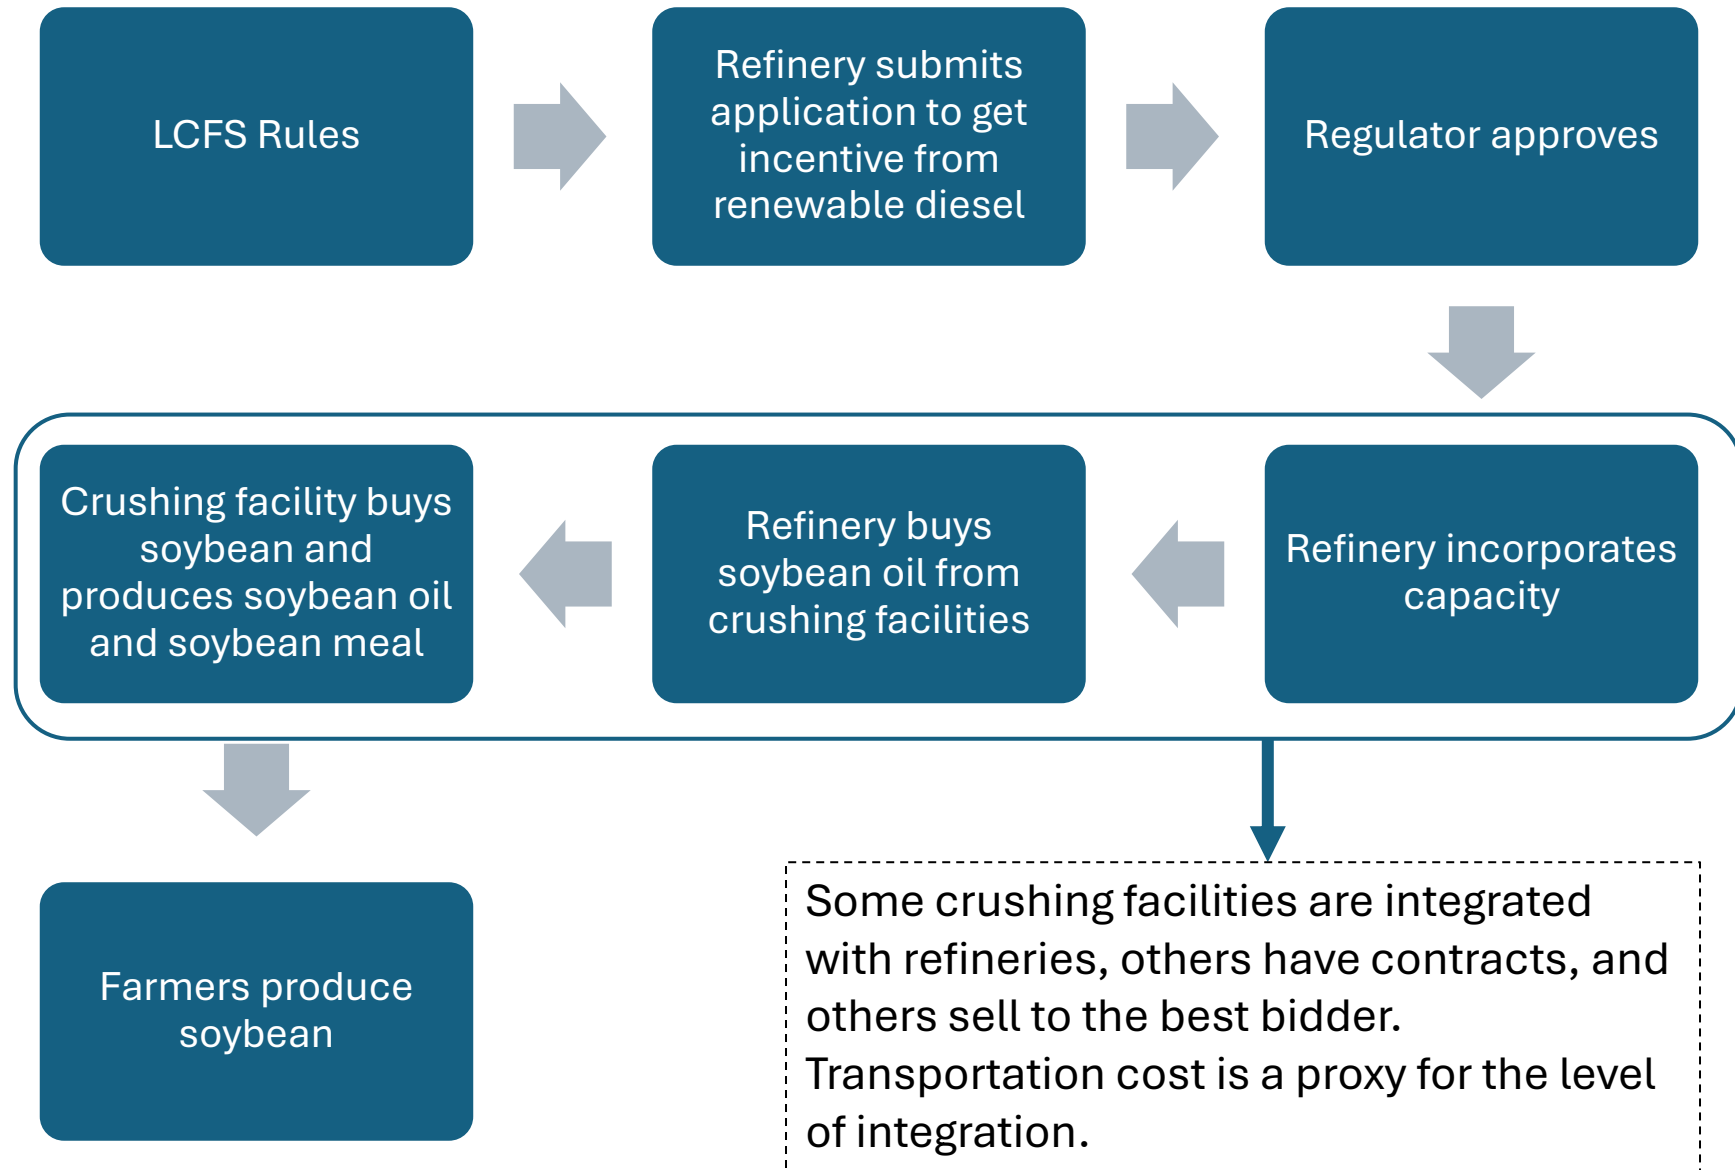 LCFS Rules
Refinery submits
application to get
incentive from
renewable diesel
Regulator approves
Crushing facility buys
soybean and
produces soybean oil
and soybean meal
Refinery buys
soybean oil from
crushing facilities
Refinery incorporates
capacity
Farmers produce
soybean
Some crushing facilities are integrated
with refineries, others have contracts, and
others sell to the best bidder.
Transportation cost is a proxy for the level
of integration.